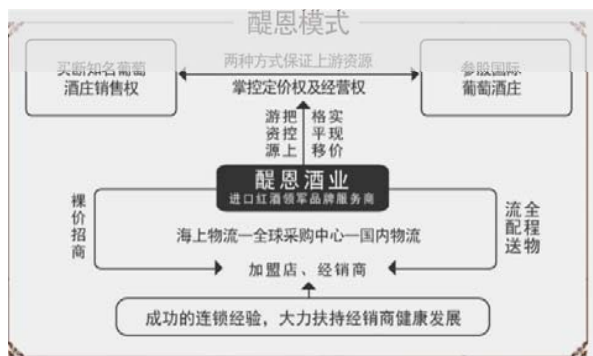 醍恩模式
买断知名葡萄
酒庄销售权
两种方式保证上游资源
掌控定价权及经营权
参股国际
葡萄酒庄
把控上
游资源
实现价
格平移
醍恩酒业
进口红酒领军品牌服务商
裸价招商
海上物流—全球采购中心—国内物流
全程物
流配送
加盟店、经销商
成功的连锁经验，大力扶持经销商健康发展